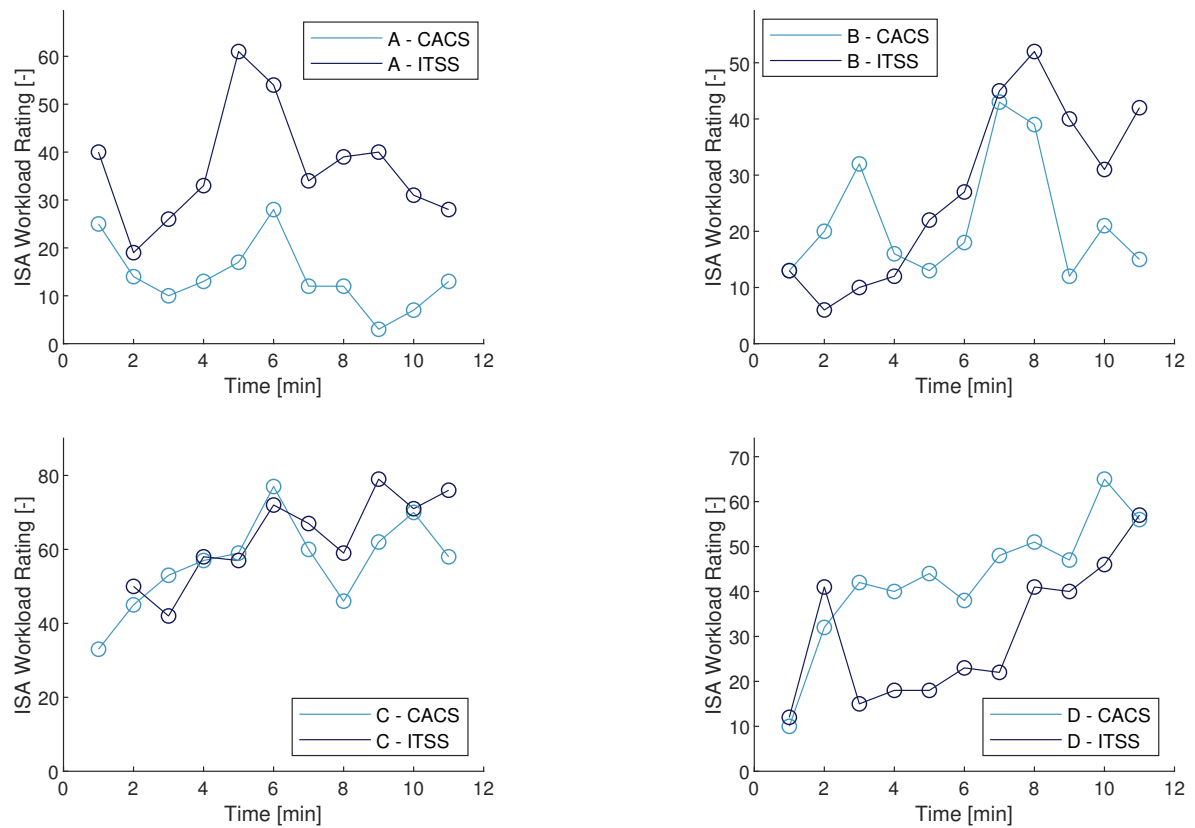 A - CACS
A - ITSS
ISA Workload Rating [-]
60
50
40
30
20
10
0
0 2 4 6 8 10 12
Time [min]
B - CACS
B - ITSS
ISA Workload Rating [-]
50
40
30
20
10
0
0 2 4 6 8 10 12
Time [min]
C - CACS
C - ITSS
ISA Workload Rating [-]
80
60
40
20
0
0 2 4 6 8 10 12
Time [min]
D - CACS
D - ITSS
ISA Workload Rating [-]
70
60
50
40
30
20
10
0
0 2 4 6 8 10 12
Time [min]